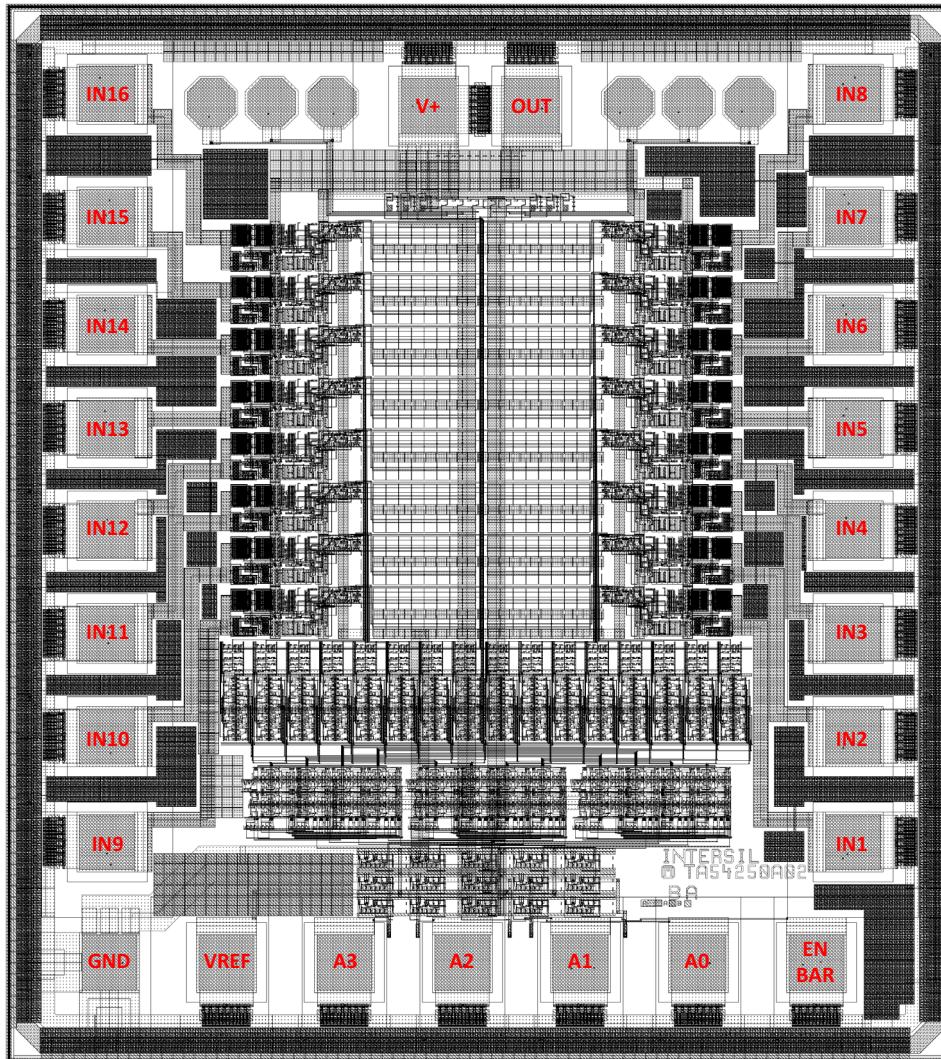 IN16 V+ OUT IN8
IN15 IN7
IN14 IN6
IN13 IN5
IN12 IN4
IN11 IN3
IN10 IN2
IN9 IN1
INTERSIL
Ⓜ TA54250A02
BA
GND VREF A3 A2 A1 A0 EN
BAR